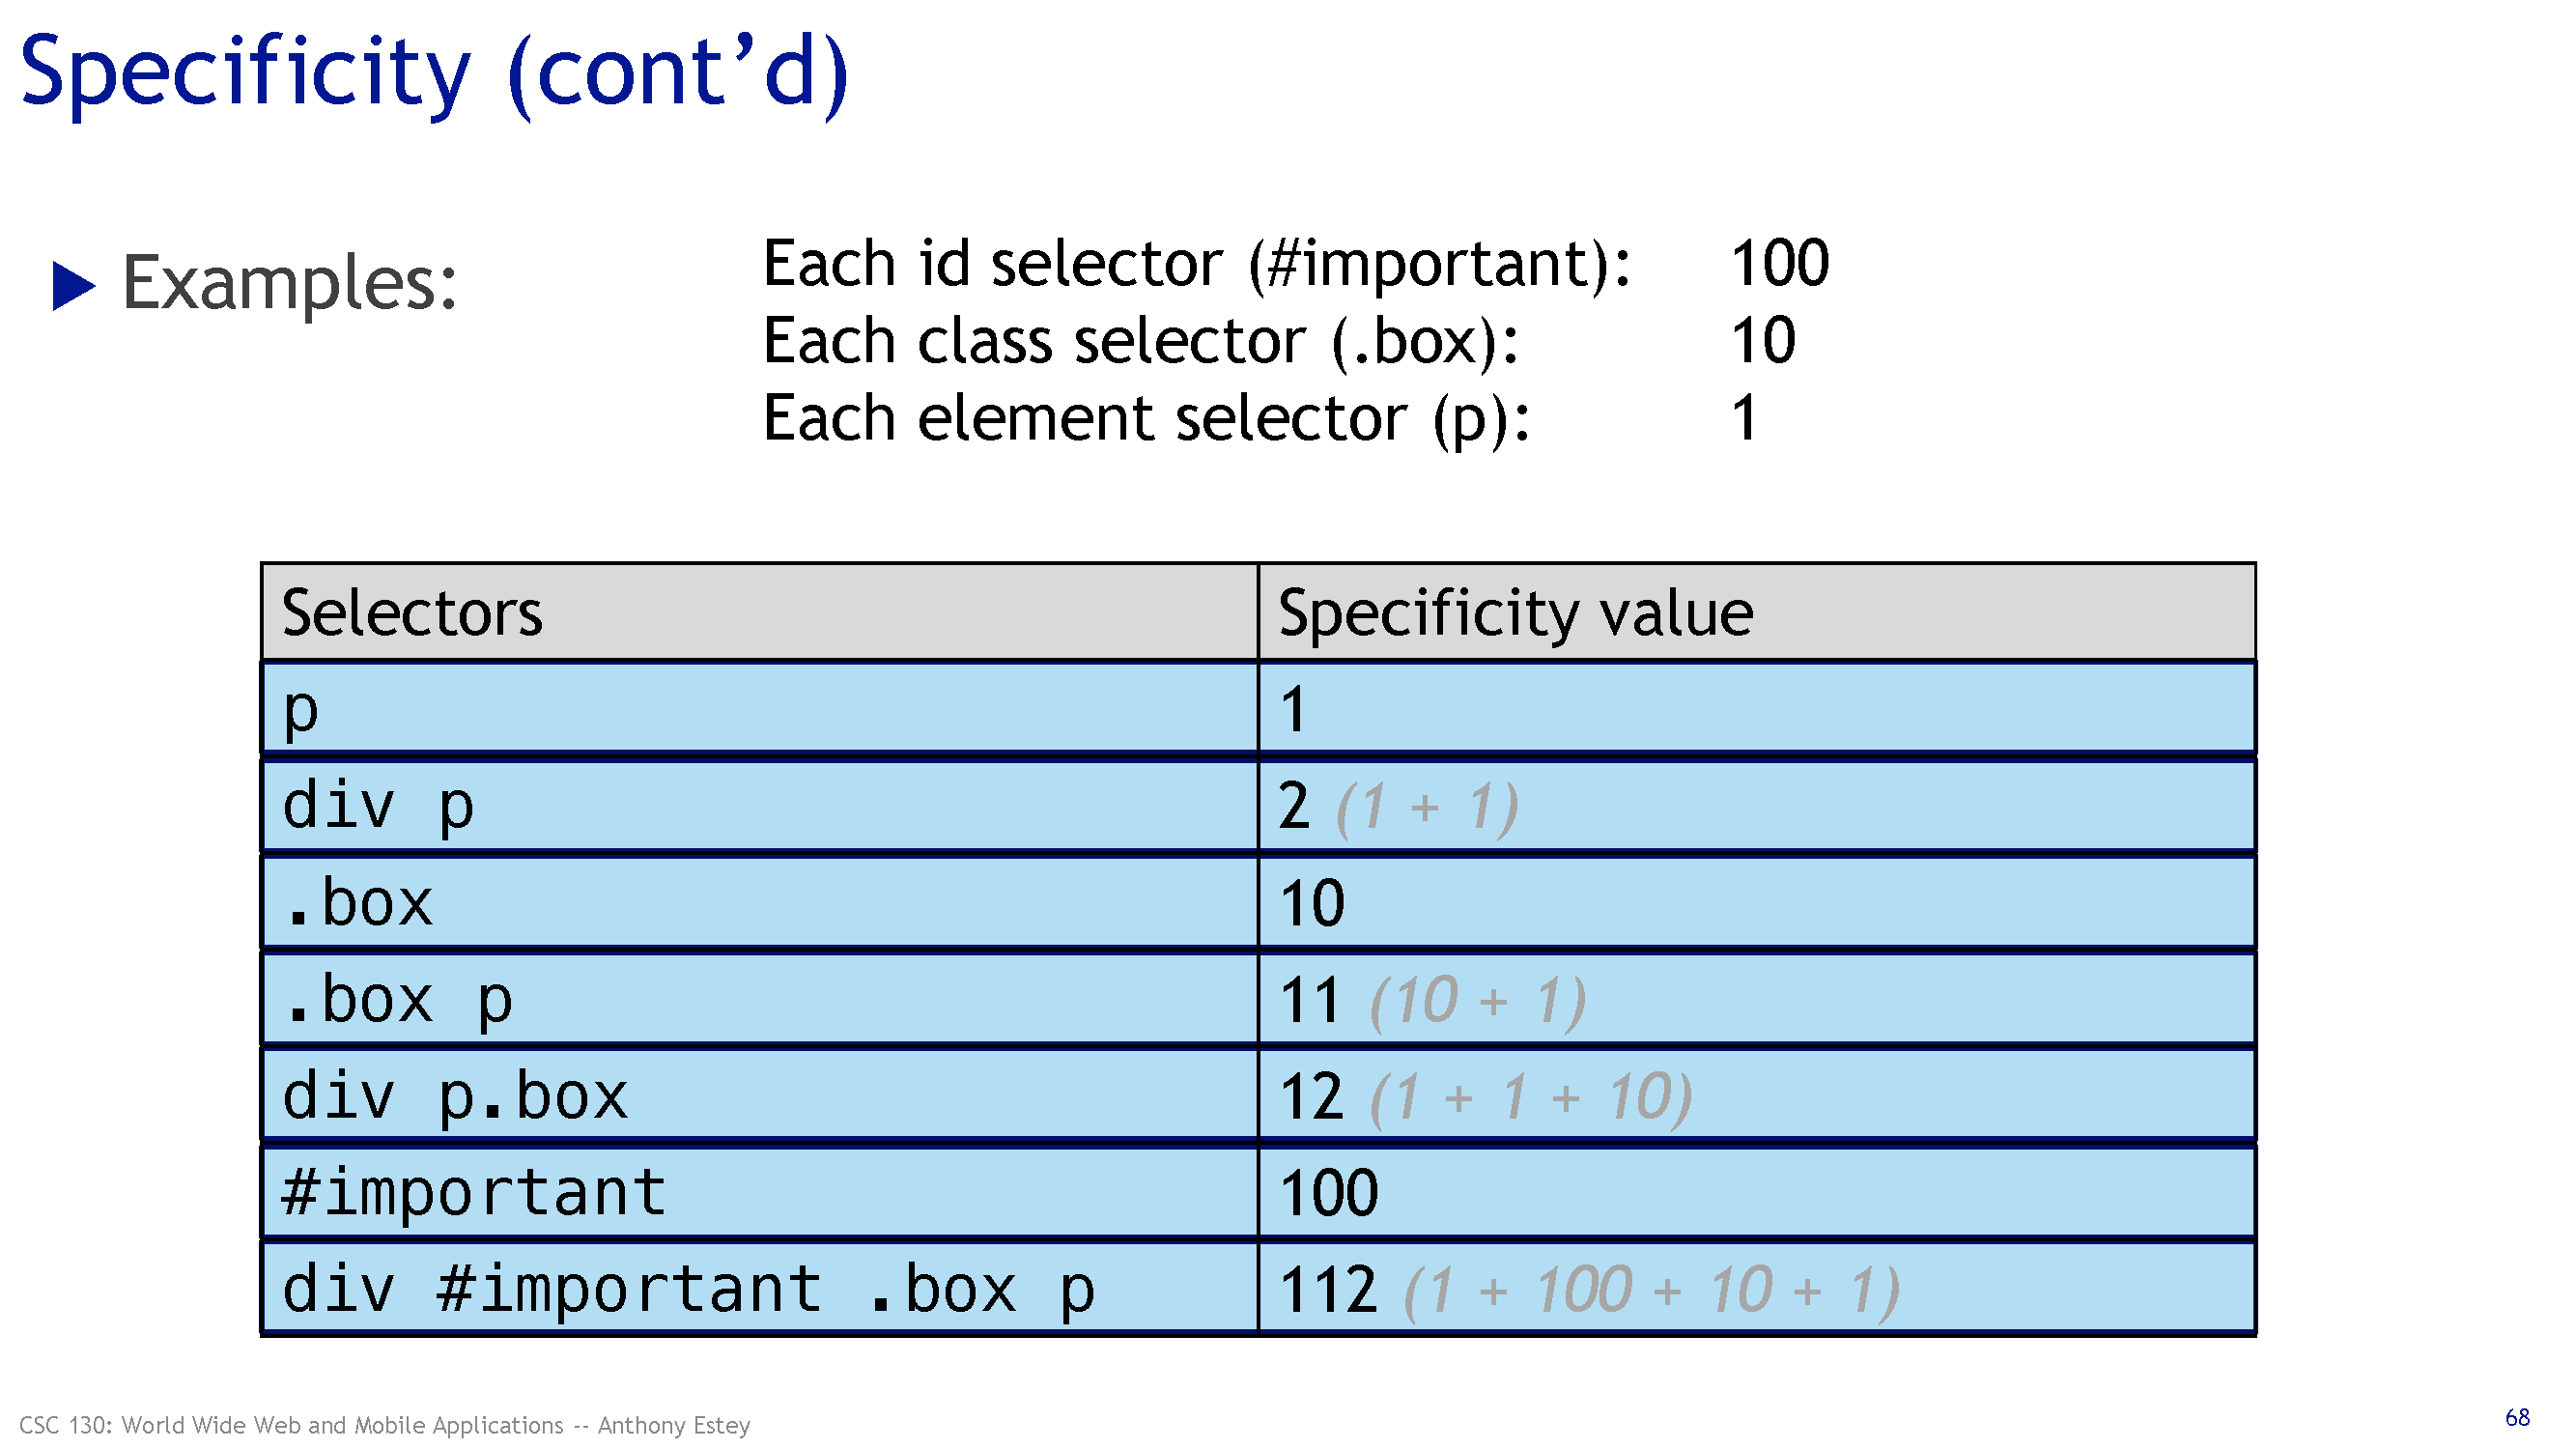 Specificity (cont’d)
▶ Examples:
Each id selector (#important): 100
Each class selector (.box): 10
Each element selector (p): 1
Selectors Specificity value
p 1
div p 2 (1 + 1)
.box 10
.box p 11 (10 + 1)
div p.box 12 (1 + 1 + 10)
#important 100
div #important .box p 112 (1 + 100 + 10 + 1)
CSC 130: World Wide Web and Mobile Applications -- Anthony Estey
68